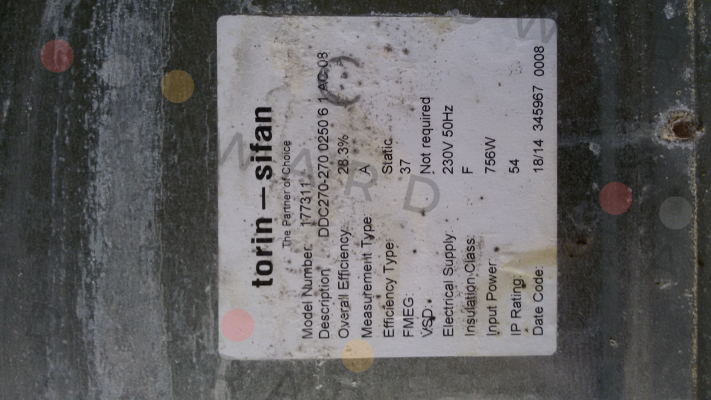 torin – sifan
The Partner of Choice
Model Number: 177311
Description DDC270-270 0250 6 1 AC 08
Overall Efficiency: 28.3%
Measurement Type: A
Efficiency Type: Static
FMEG: 37
VSD: Not required
Electrical Supply: 230V 50Hz
Insulation Class: F
Input Power: 756W
IP Rating: 54
Date Code: 18/14 345967 0008